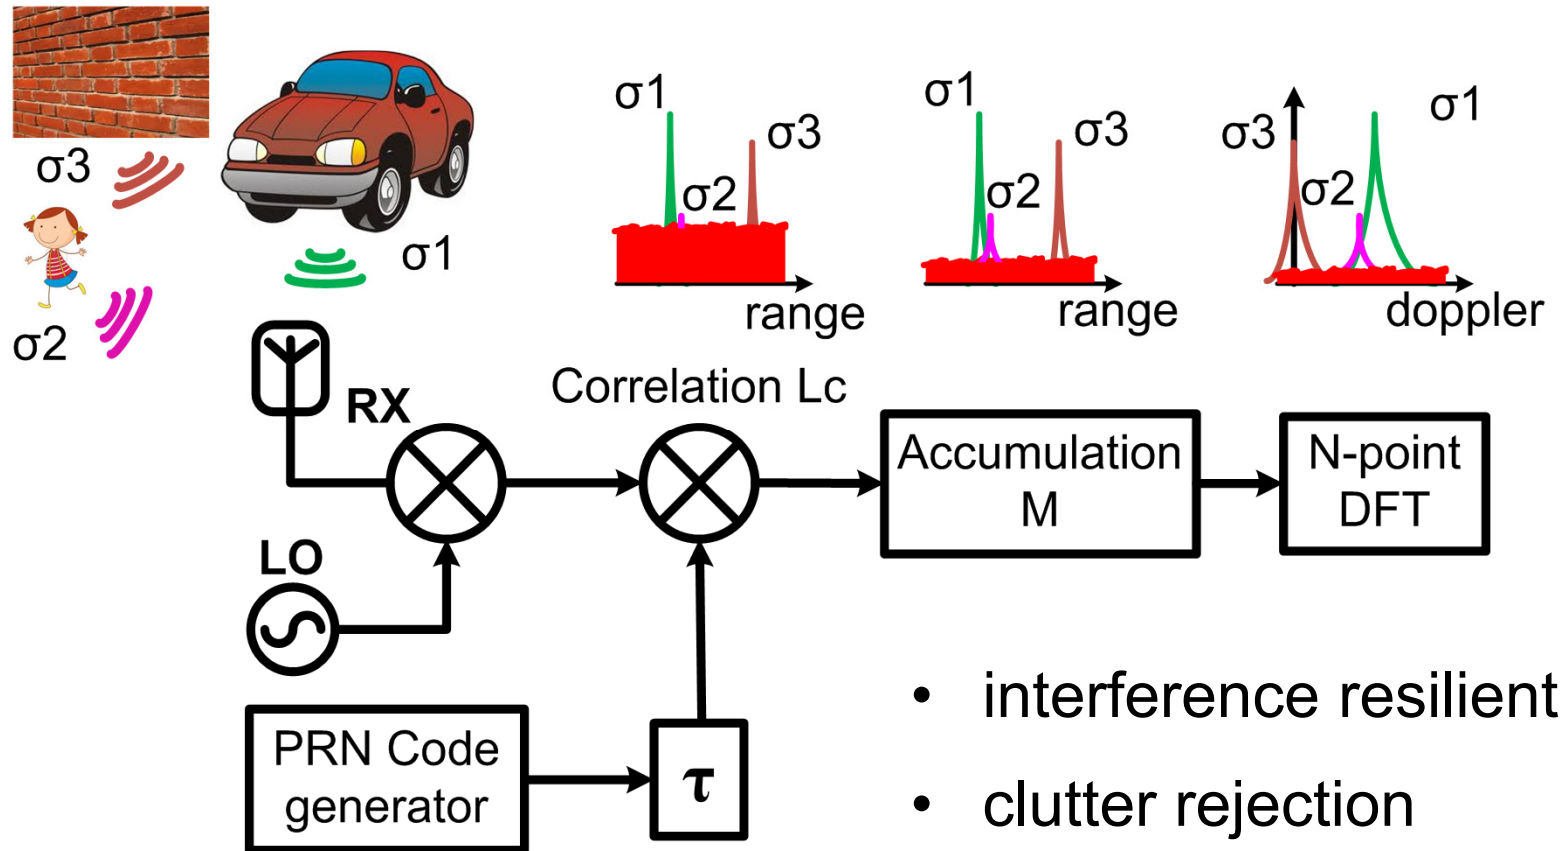 σ3
σ2
σ1
σ1
σ3
σ2
range
σ1
σ3
σ2
range
σ1
σ3
σ2
doppler
RX
Correlation Lc
Accumulation
M
N-point
DFT
LO
PRN Code
generator
τ
• interference resilient
• clutter rejection